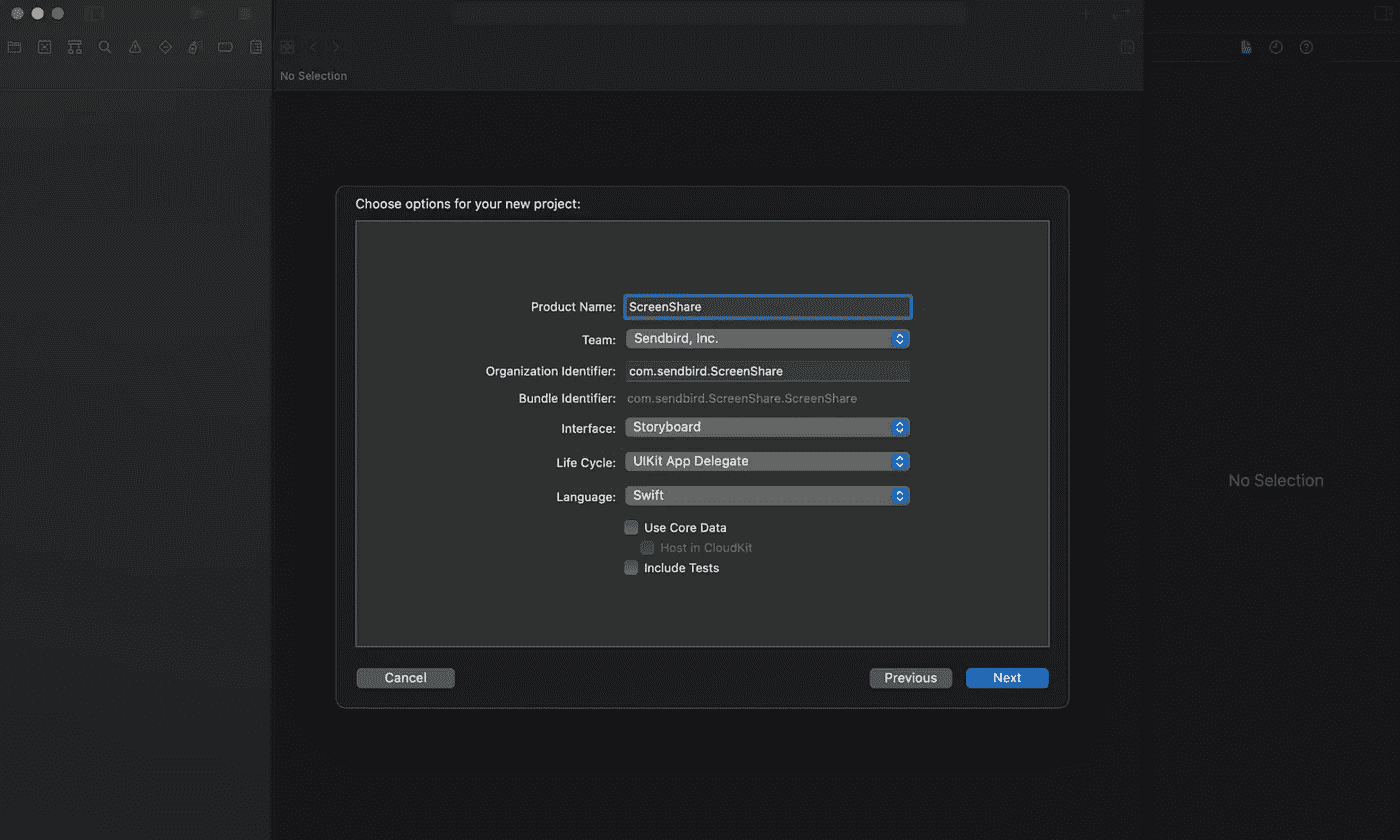 No Selection
Choose options for your new project:
Product Name: ScreenShare
Team: Sendbird, Inc.
Organization Identifier: com.sendbird.ScreenShare
Bundle Identifier: com.sendbird.ScreenShare.ScreenShare
Interface: Storyboard
Life Cycle: UIKit App Delegate
Language: Swift
Use Core Data
Host in CloudKit
Include Tests
Cancel Previous Next
No Selection